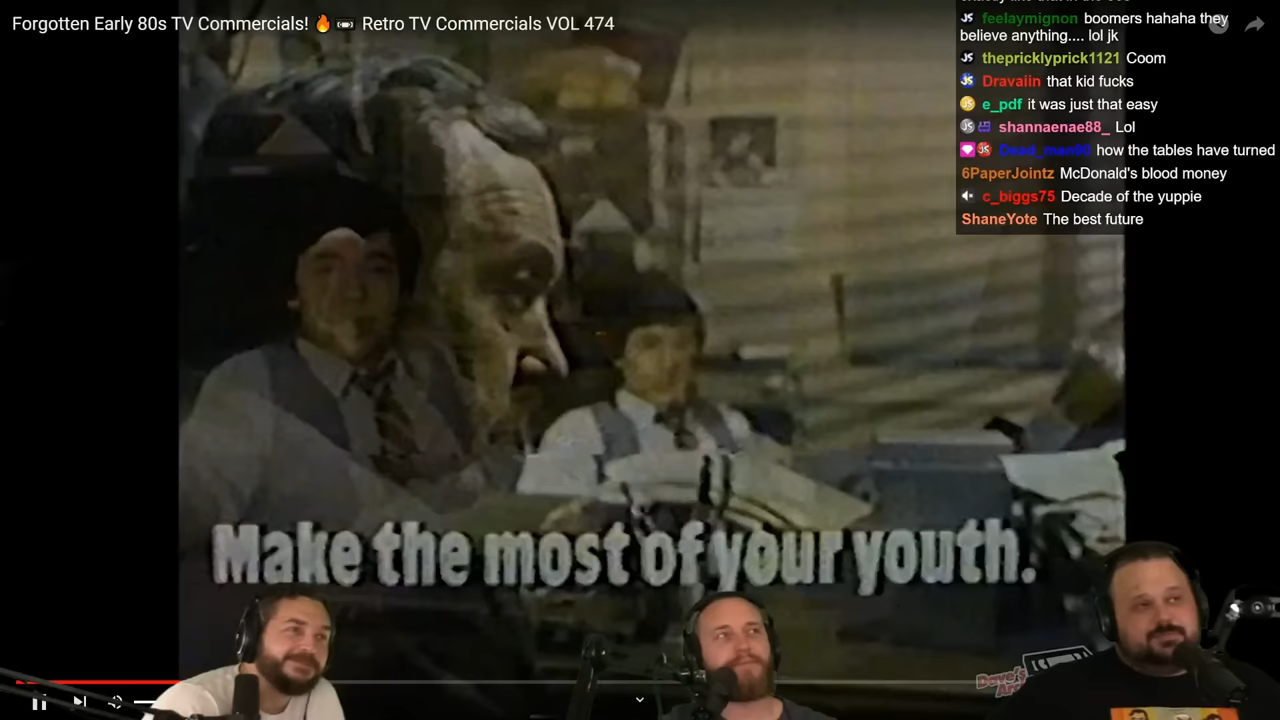 Forgotten Early 80s TV Commercials! 🔥📼 Retro TV Commercials VOL 474
feelaymignon boomers hahaha they
believe anything.... lol jk
thepricklyprick1121 Coom
Dravaiin that kid fucks
e_pdf it was just that easy
shannaenae88_ Lol
Dead_man90 how the tables have turned
6PaperJointz McDonald's blood money
c_biggs75 Decade of the yuppie
ShaneYote The best future
Make the most of your youth.
Dave's